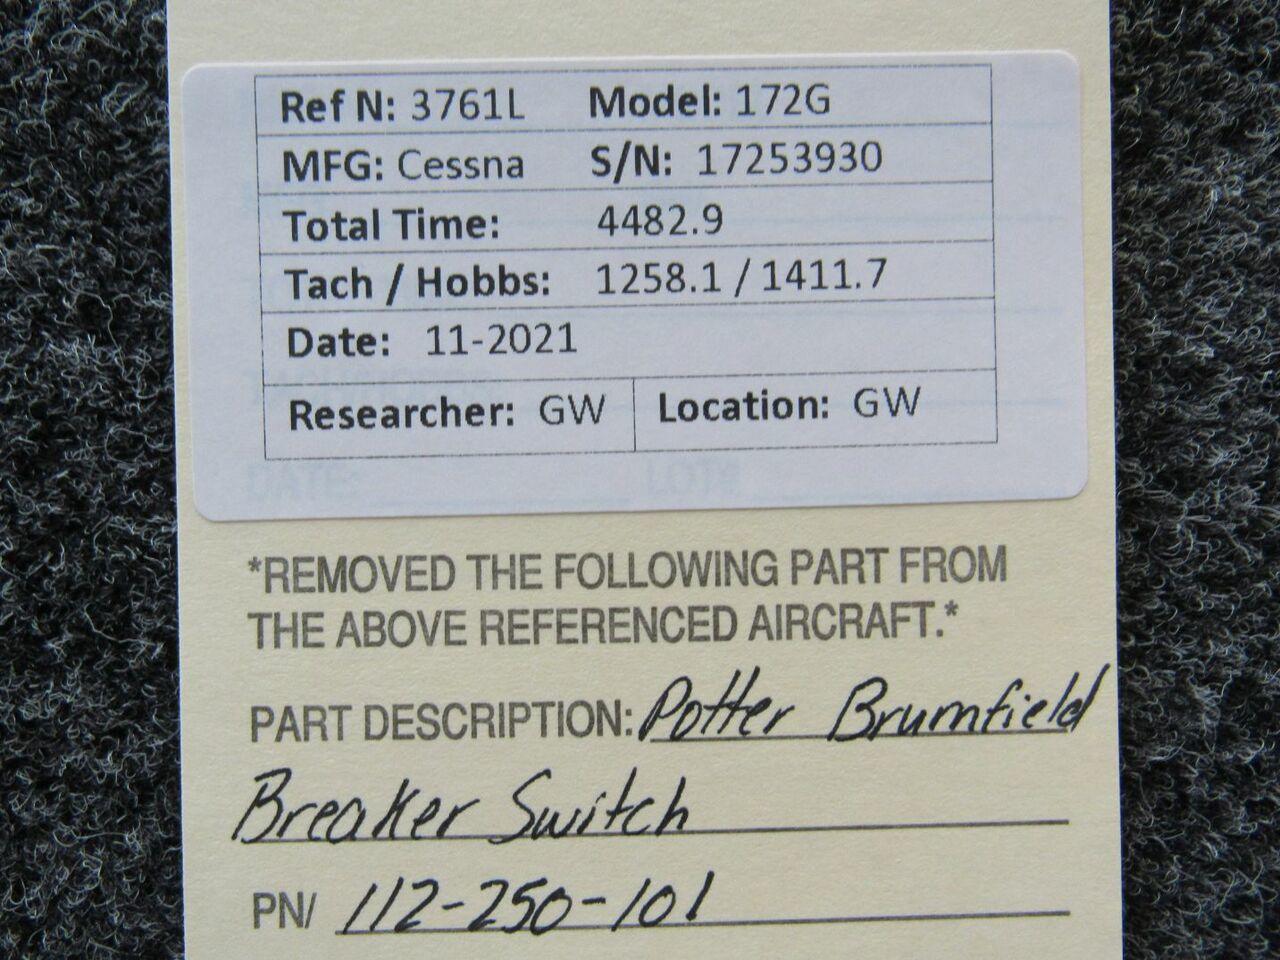 Ref N: 3761L Model: 172G
MFG: Cessna S/N: 17253930
Total Time: 4482.9
Tach / Hobbs: 1258.1 / 1411.7
Date: 11-2021
Researcher: GW Location: GW
DATE: LOT#
*REMOVED THE FOLLOWING PART FROM
THE ABOVE REFERENCED AIRCRAFT.*
PART DESCRIPTION: Potter Brumfield
Breaker Switch
PN/ 112-250-101